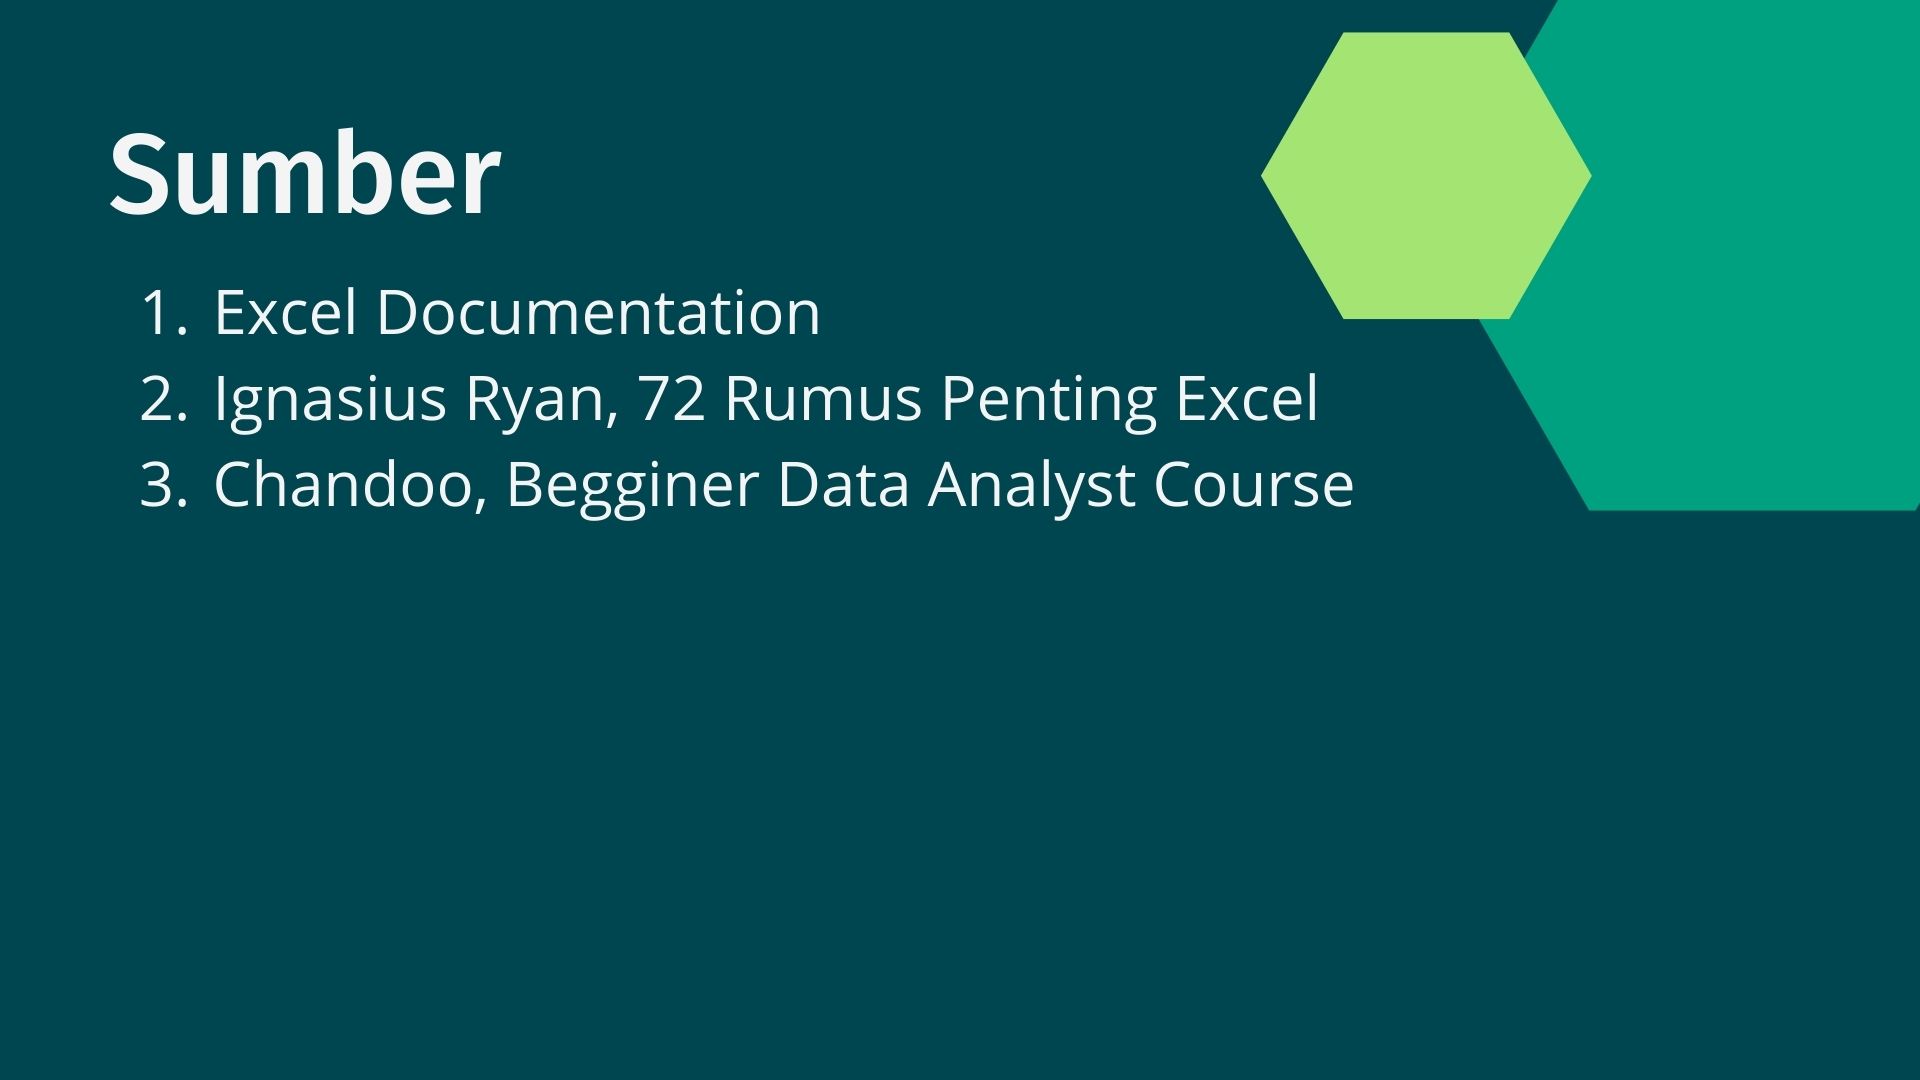 Sumber
1. Excel Documentation
2. Ignasius Ryan, 72 Rumus Penting Excel
3. Chandoo, Begginer Data Analyst Course